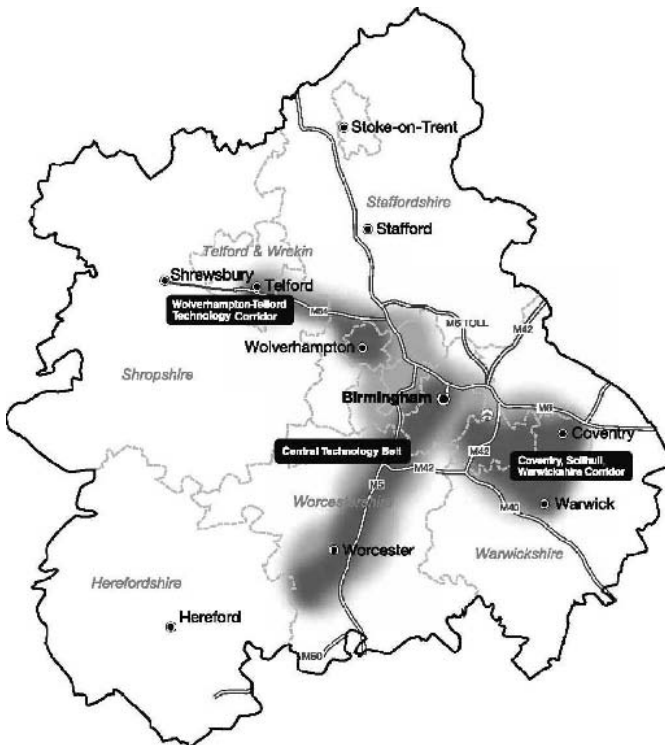 Stoke-on-Trent
Staffordshire
Stafford
Telford & Wrekin
Shrewsbury
Telford
Wolverhampton-Telford
Technology Corridor
M54
M6 TOLL
M42
Wolverhampton
Shropshire
Birmingham
M6
Coventry
Central Technology Belt
M42
M42
Coventry, Solihull,
Warwickshire Corridor
M5
M40
Worcestershire
Warwick
Worcester
Warwickshire
Herefordshire
Hereford
M50